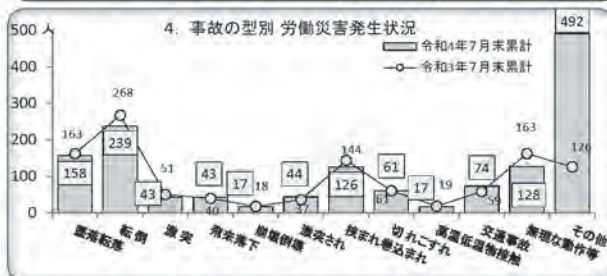 492
500 人
4. 事故の型別 労働災害発生状況
令和4年7月末累計
令和3年7月末累計
400
300
200
100
0
163
268
51
43
18
44
144
61
19
74
163
120
158
239
43
40
17
37
126
61
17
59
128
墜落転落
転倒
激突
飛来落下
崩壊倒壊
激突され
挟まれ巻込まれ
切れこすれ
高温低温物接触
交通事故
無理な動作等
その他